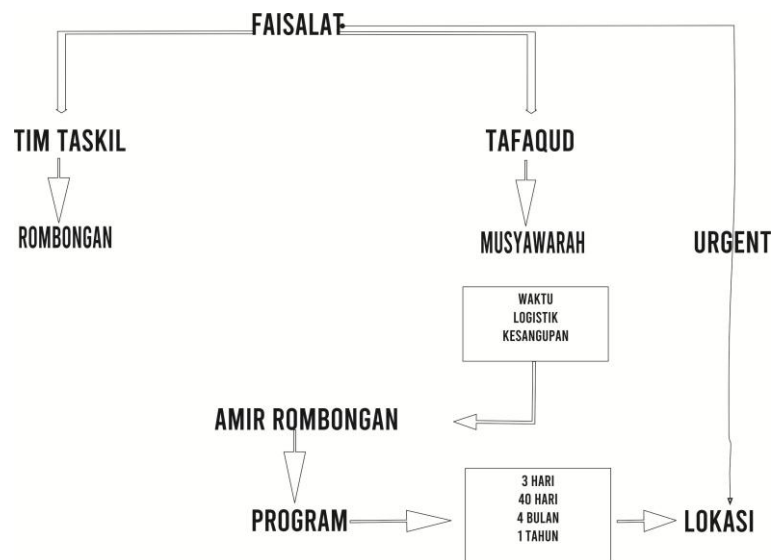 FAISALAT
TIM TASKIL
TAFAQUD
ROMBONGAN
MUSYAWARAH
URGENT
WAKTU
LOGISTIK
KESANGUPAN
AMIR ROMBONGAN
3 HARI
40 HARI
4 BULAN
1 TAHUN
PROGRAM
LOKASI